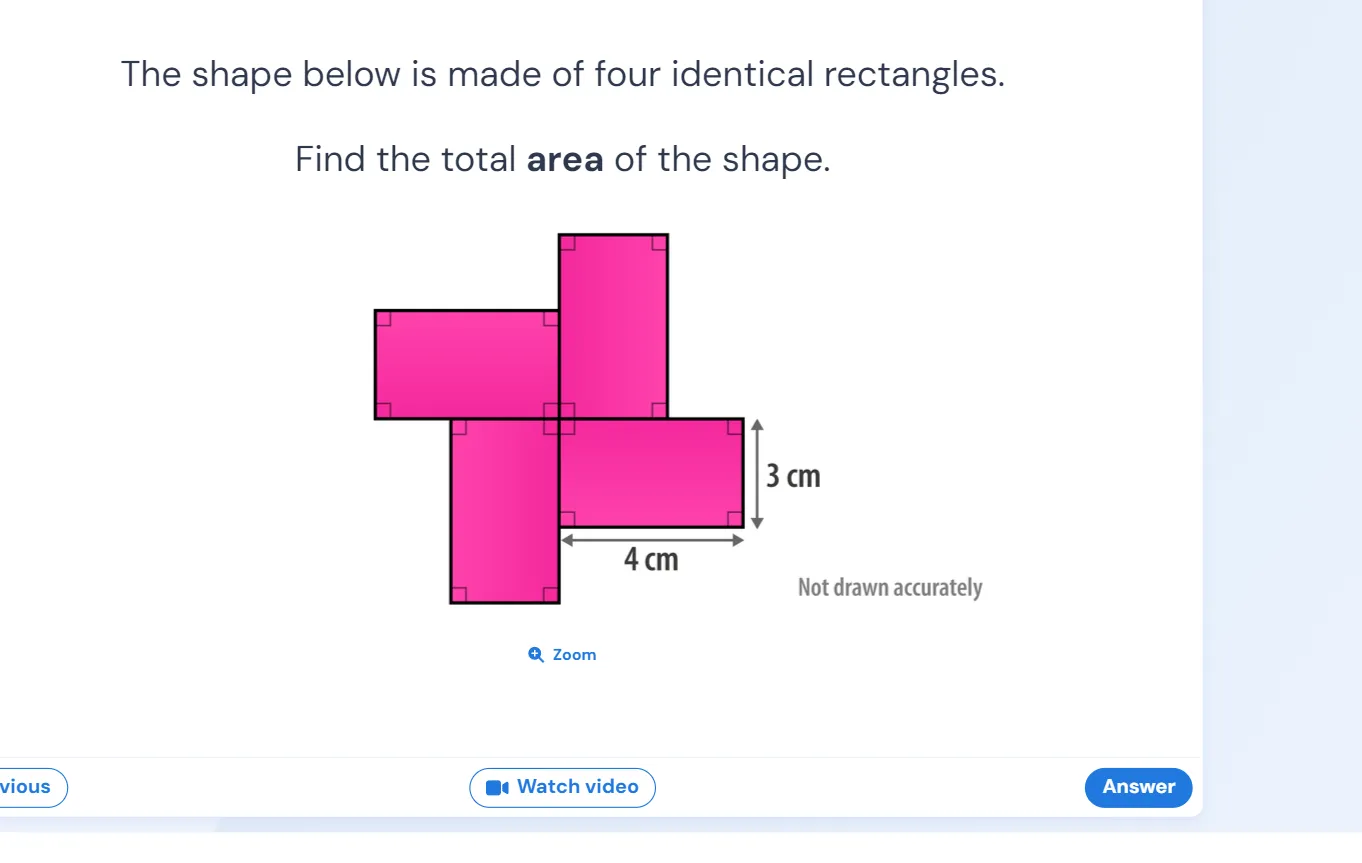 The shape below is made of four identical rectangles.
Find the total area of the shape.
3 cm
4 cm
Not drawn accurately
Zoom
vious
Watch video
Answer